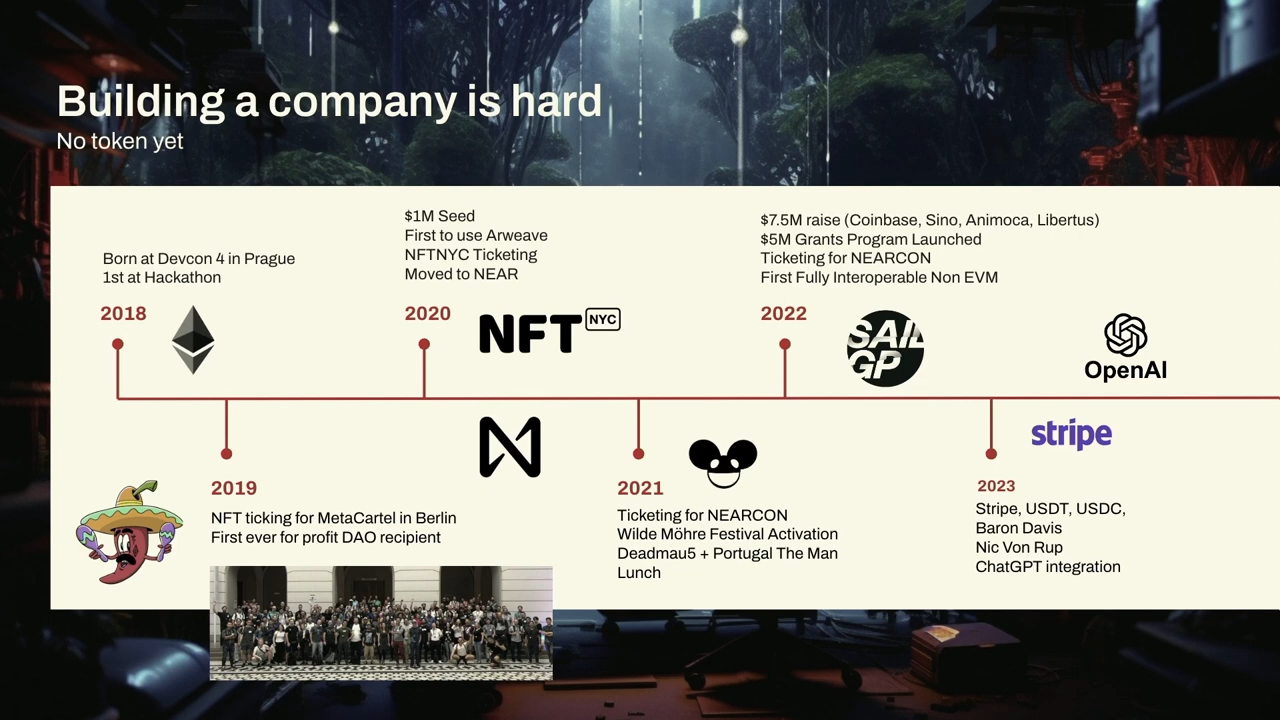 Building a company is hard
No token yet
Born at Devcon 4 in Prague
1st at Hackathon
2018
$1M Seed
First to use Arweave
NFTNYC Ticketing
Moved to NEAR
2020
NFT NYC
$7.5M raise (Coinbase, Sino, Animoca, Libertus)
$5M Grants Program Launched
Ticketing for NEARCON
First Fully Interoperable Non EVM
2022
SAIL
GP
OpenAI
2019
NFT ticking for MetaCartel in Berlin
First ever for profit DAO recipient
2021
Ticketing for NEARCON
Wilde Möhre Festival Activation
Deadmau5 + Portugal The Man
Lunch
stripe
2023
Stripe, USDT, USDC,
Baron Davis
Nic Von Rup
ChatGPT integration